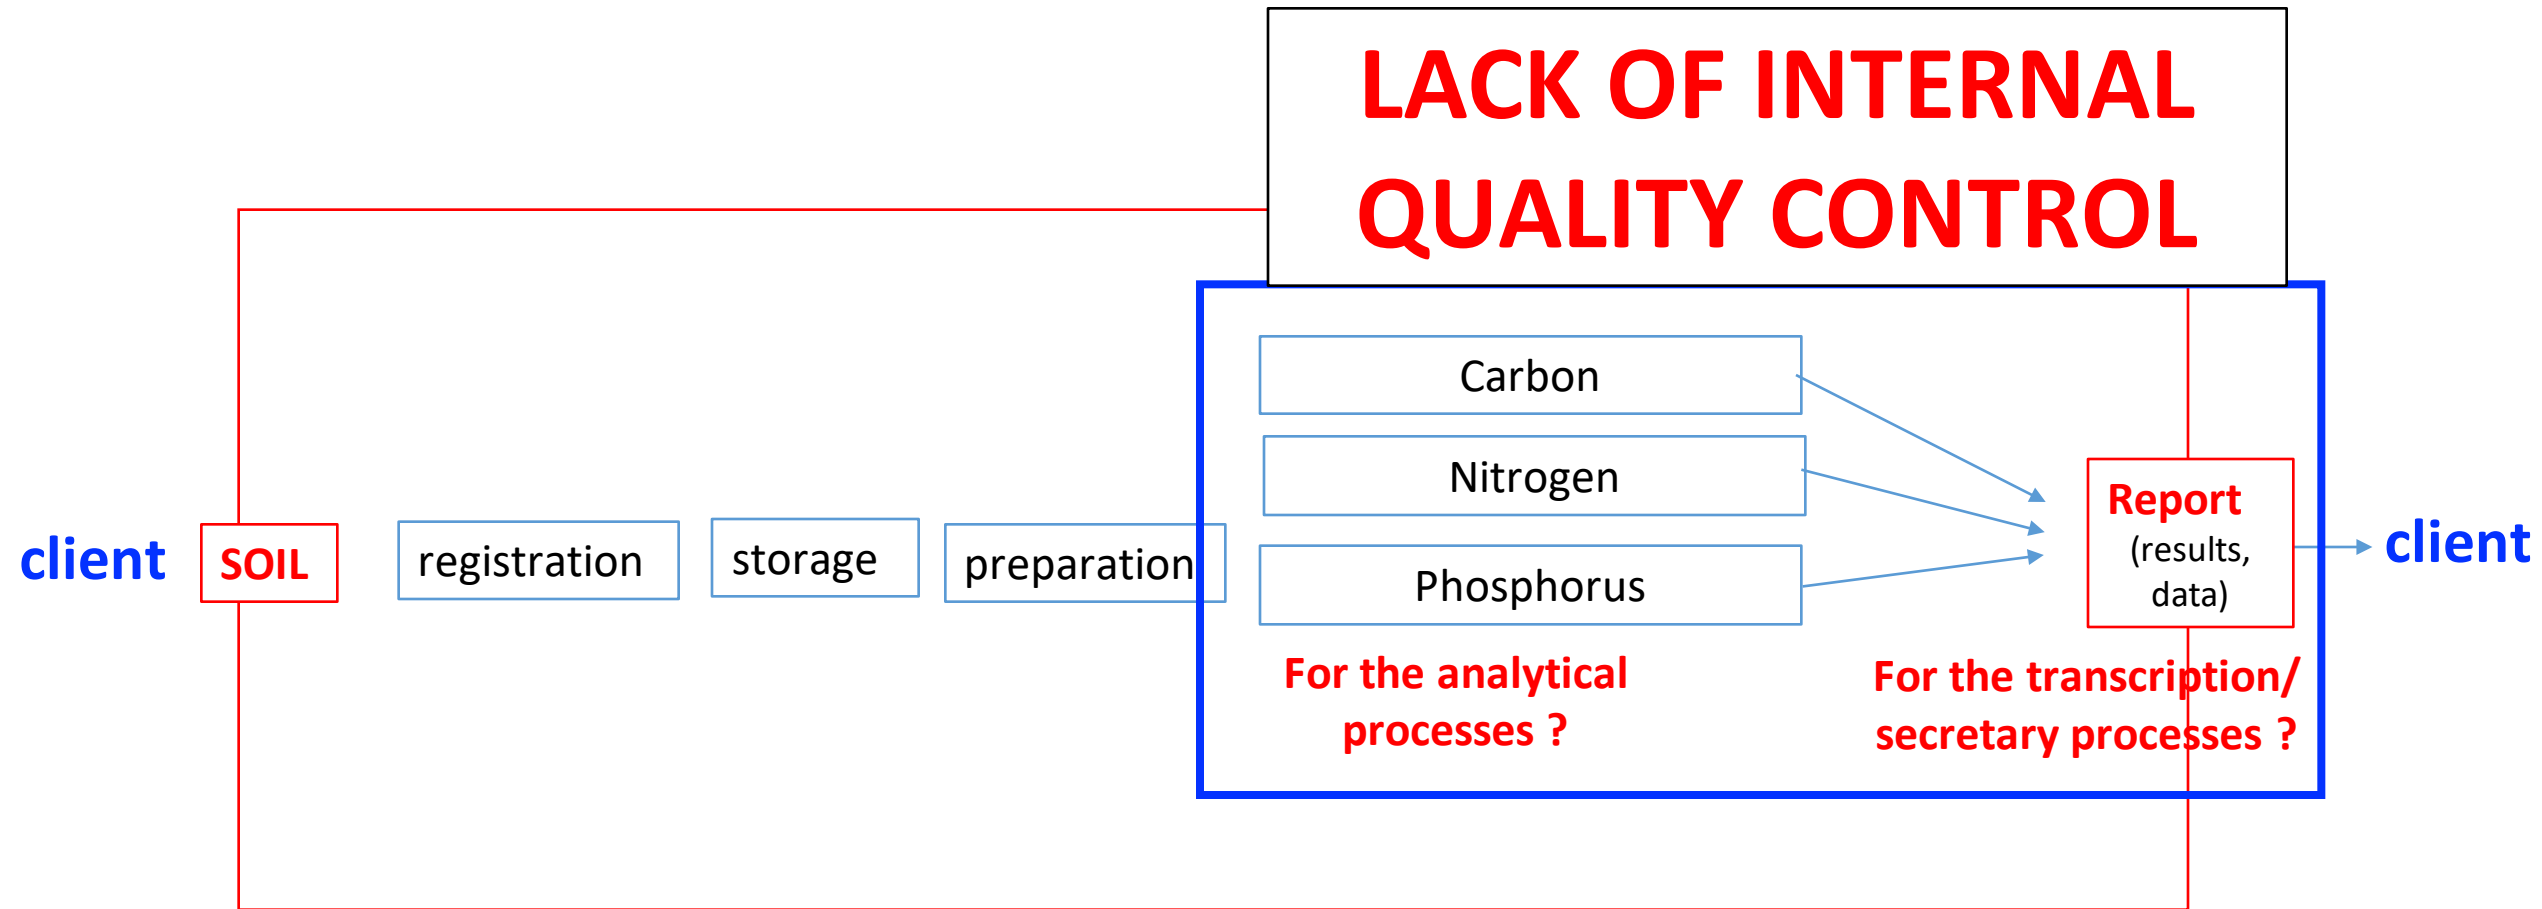 LACK OF INTERNAL
QUALITY CONTROL
client
SOIL
registration
storage
preparation
Carbon
Nitrogen
Phosphorus
For the analytical
processes ?
Report
(results,
data)
For the transcription/
secretary processes ?
client